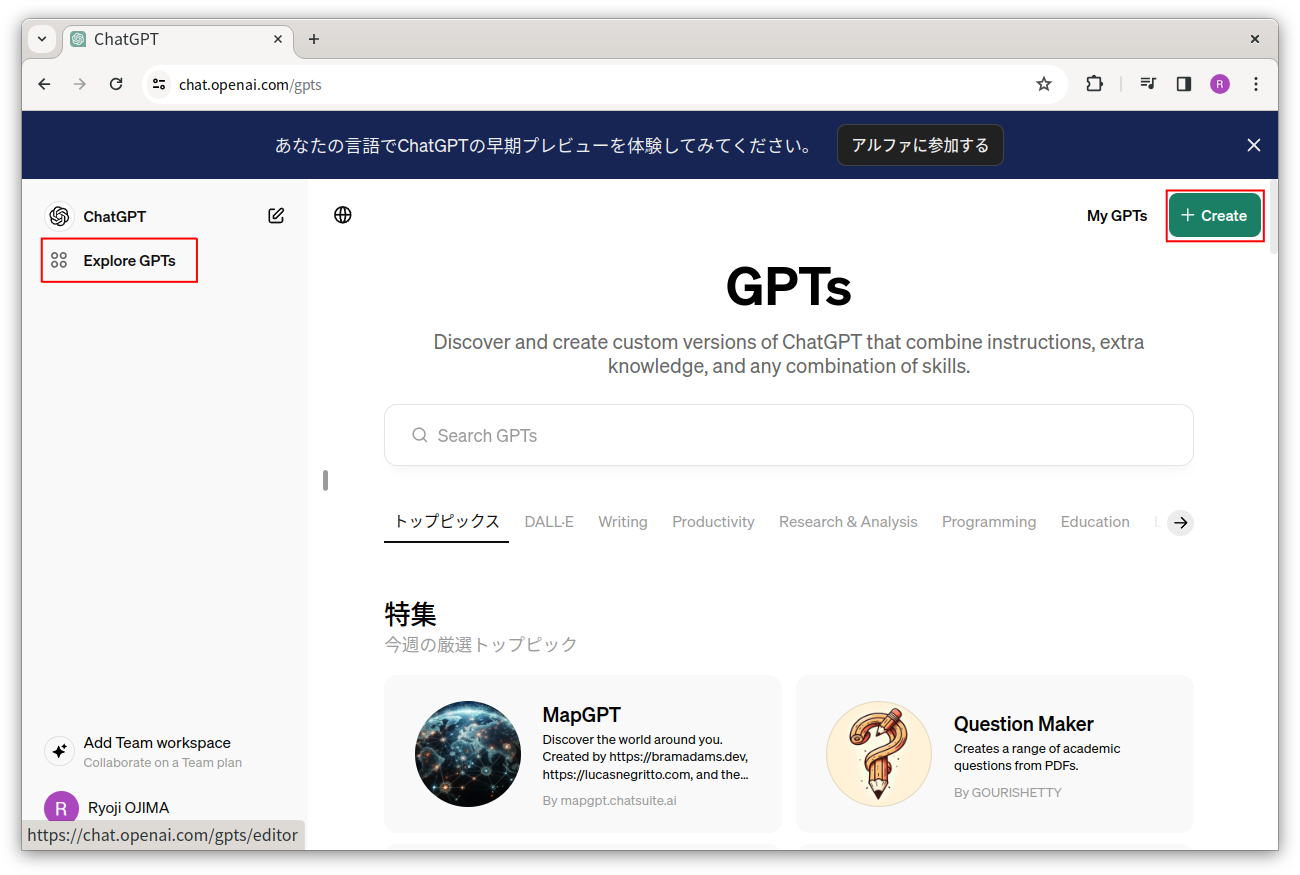 ChatGPT
chat.openai.com/gpts
R
あなたの言語でChatGPTの早期プレビューを体験してみてください。
アルファに参加する
ChatGPT
My GPTs
Create
Explore GPTs
GPTs
Discover and create custom versions of ChatGPT that combine instructions, extra
knowledge, and any combination of skills.
Search GPTs
トップピックス DALL·E Writing Productivity Research & Analysis Programming Education
特集
今週の厳選トップピック
MapGPT
Discover the world around you.
Created by https://bramadams.dev,
https://lucasnegritto.com, and the...
By mapgpt.chatsuite.ai
Question Maker
Creates a range of academic
questions from PDFs.
By GOURISHETTY
Add Team workspace
Collaborate on a Team plan
R
Ryoji OJIMA
https://chat.openai.com/gpts/editor